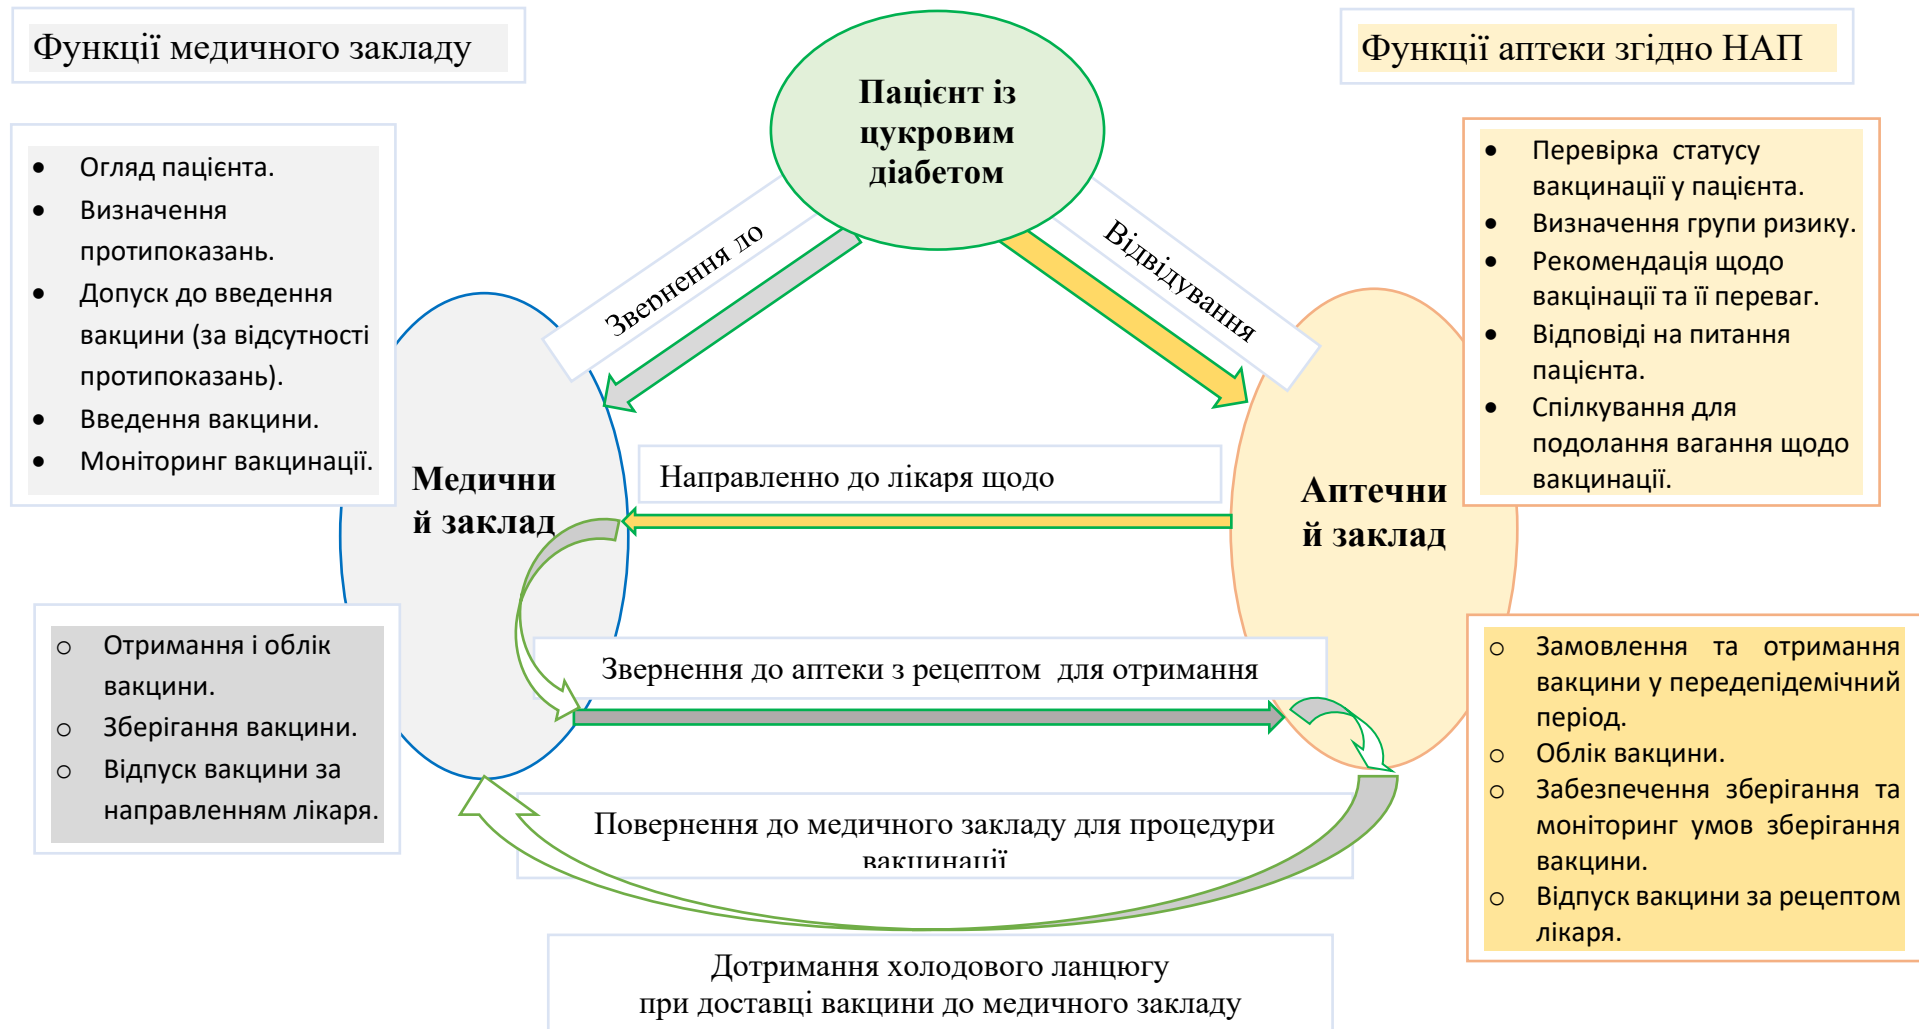 Функції медичного закладу
Функції аптеки згідно НАП
Пацієнт із
цукровим
діабетом
• Огляд пацієнта.
• Визначення
протипоказань.
• Допуск до введення
вакцини (за відсутності
протипоказань).
• Введення вакцини.
• Моніторинг вакцинації.
Звернення до
Відвідування
• Перевірка статусу
вакцинації у пацієнта.
• Визначення групи ризику.
• Рекомендація щодо
вакцінації та її переваг.
• Відповіді на питання
пацієнта.
• Спілкування для
подолання вагання щодо
вакцинації.
Медични
й заклад
Направленно до лікаря щодо
Аптечни
й заклад
o Отримання і облік
вакцини.
o Зберігання вакцини.
o Відпуск вакцини за
направленням лікаря.
Звернення до аптеки з рецептом для отримання
Повернення до медичного закладу для процедури
вакцинації
o Замовлення та отримання
вакцини у передепідемічний
період.
o Облік вакцини.
o Забезпечення зберігання та
моніторинг умов зберігання
вакцини.
o Відпуск вакцини за рецептом
лікаря.
Дотримання холодового ланцюгу
при доставці вакцини до медичного закладу